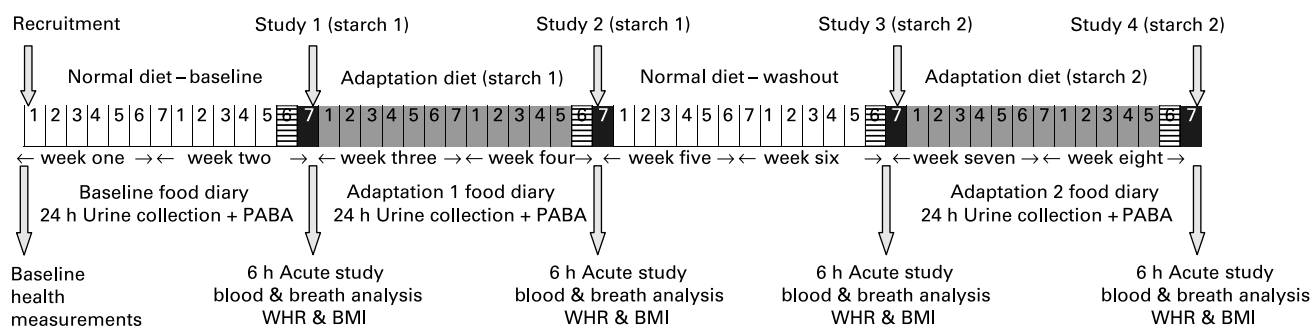 Recruitment Study 1 (starch 1) Study 2 (starch 1) Study 3 (starch 2) Study 4 (starch 2)
Normal diet – baseline Adaptation diet (starch 1) Normal diet – washout Adaptation diet (starch 2)
1 2 3 4 5 6 7 1 2 3 4 5 6 7 1 2 3 4 5 6 7 1 2 3 4 5 6 7 1 2 3 4 5 6 7 1 2 3 4 5 6 7 1 2 3 4 5 6 7 1 2 3 4 5 6 7
← week one → ← week two → ← week three → ← week four → ← week five → ← week six → ← week seven → ← week eight →
Baseline food diary Adaptation 1 food diary Adaptation 2 food diary
24 h Urine collection + PABA 24 h Urine collection + PABA 24 h Urine collection + PABA
Baseline 6 h Acute study 6 h Acute study 6 h Acute study 6 h Acute study
health blood & breath analysis blood & breath analysis blood & breath analysis blood & breath analysis
measurements WHR & BMI WHR & BMI WHR & BMI WHR & BMI